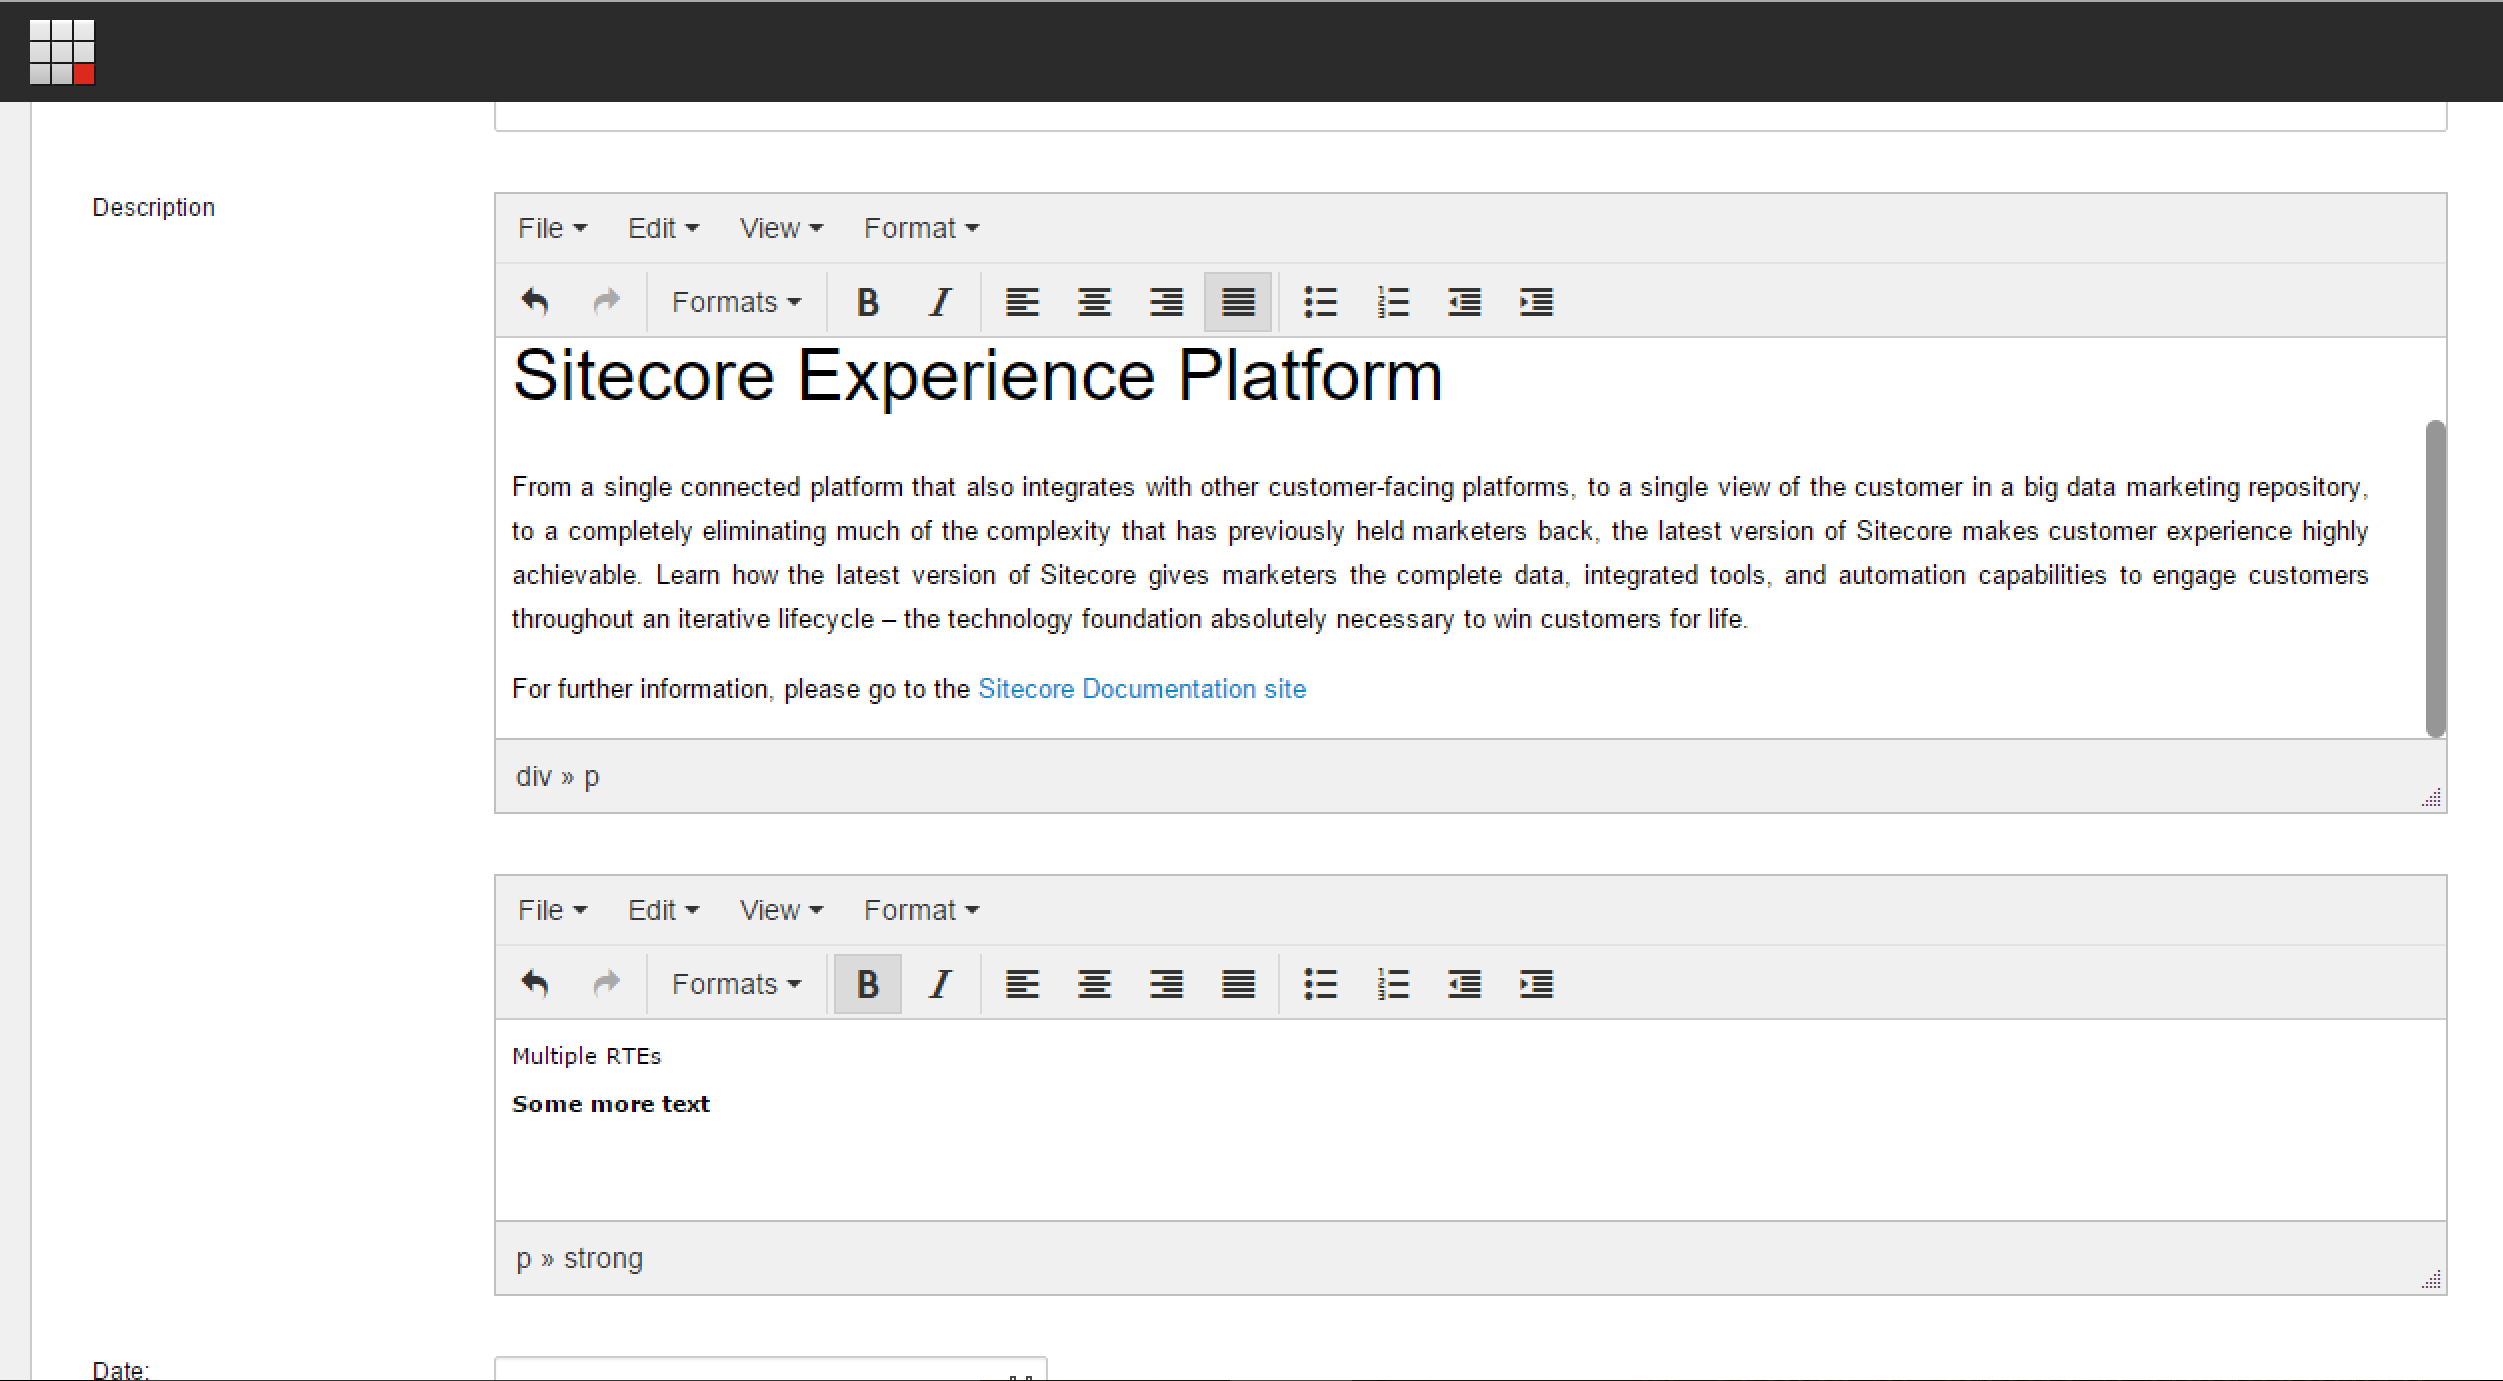 Description
File Edit View Format
Formats B I
Sitecore Experience Platform
From a single connected platform that also integrates with other customer-facing platforms, to a single view of the customer in a big data marketing repository,
to a completely eliminating much of the complexity that has previously held marketers back, the latest version of Sitecore makes customer experience highly
achievable. Learn how the latest version of Sitecore gives marketers the complete data, integrated tools, and automation capabilities to engage customers
throughout an iterative lifecycle – the technology foundation absolutely necessary to win customers for life.
For further information, please go to the Sitecore Documentation site
div » p
File Edit View Format
Formats B I
Multiple RTEs
Some more text
p » strong
Date: